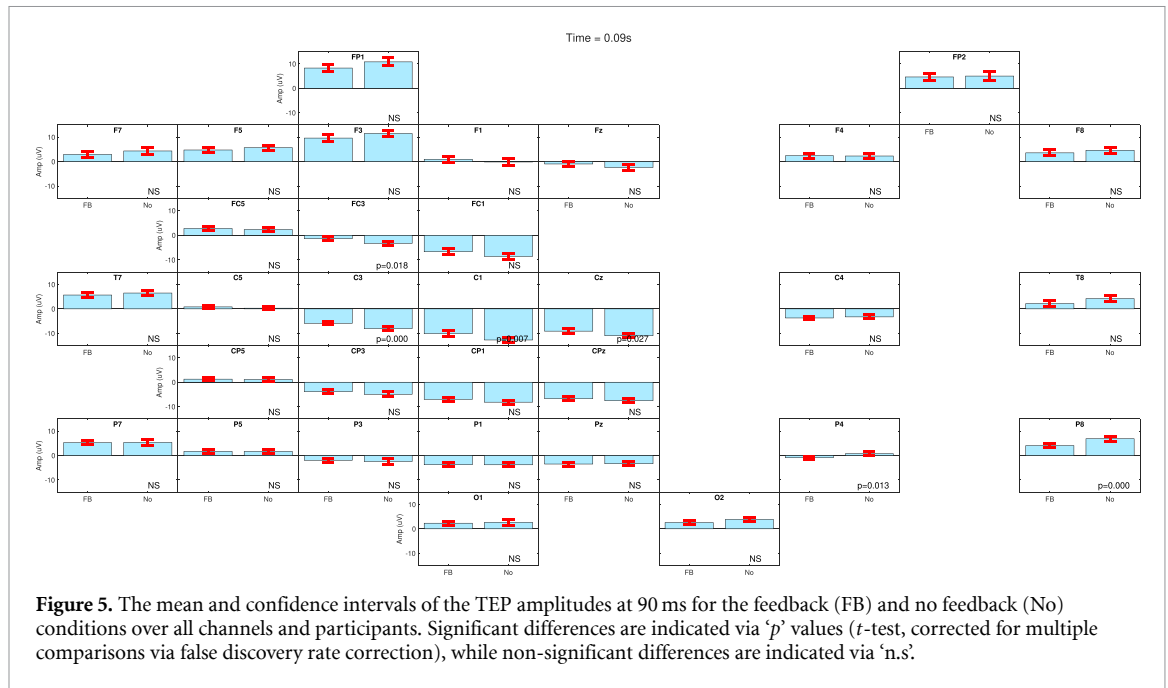 Time = 0.09s
FP1 FP2
10
0
-10
Amp (uV)
NS NS
FB No
F7 F5 F3 F1 Fz F4 F8
10
0
-10
Amp (uV)
NS NS NS NS NS NS NS
FB No FB No FB No FB No
FC5 FC3 FC1
10
0
-10
Amp (uV)
NS p=0.018 NS
T7 C5 C3 C1 Cz C4 T8
10
0
-10
Amp (uV)
NS NS p=0.000 p=0.007 p=0.027 NS NS
FB No FB No FB No
CP5 CP3 CP1 CPz
10
0
-10
Amp (uV)
NS NS NS NS
P7 P5 P3 P1 Pz P4 P8
10
0
-10
Amp (uV)
NS NS NS NS NS p=0.013 p=0.000
FB No FB No FB No
O1 O2
10
0
-10
Amp (uV)
NS NS
FB No FB No
Figure 5. The mean and confidence intervals of the TEP amplitudes at 90 ms for the feedback (FB) and no feedback (No)
conditions over all channels and participants. Significant differences are indicated via ‘p’ values (t-test, corrected for multiple
comparisons via false discovery rate correction), while non-significant differences are indicated via ‘n.s’.